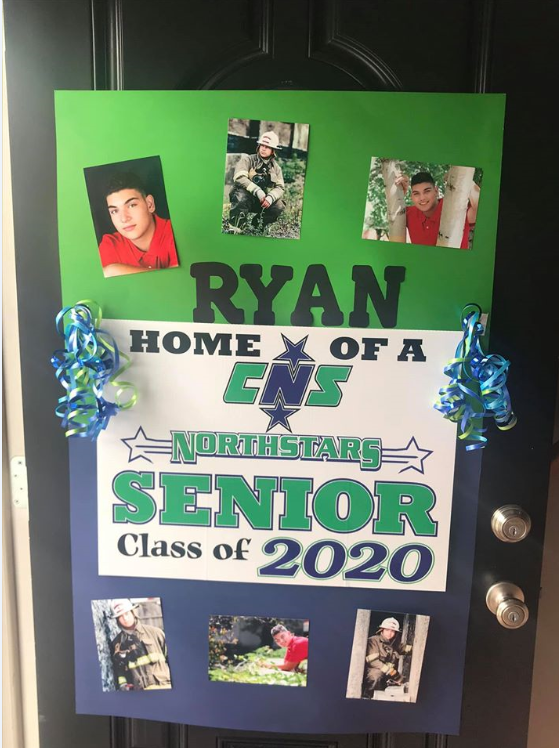 RYAN
HOME OF A
CNS
NORTHSTARS
SENIOR
Class of 2020